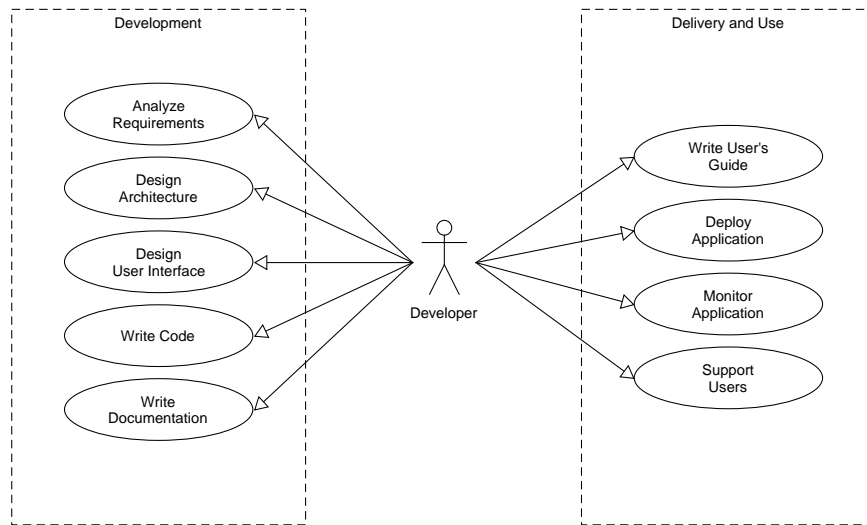 Development
Analyze
Requirements
Design
Architecture
Design
User Interface
Write Code
Write
Documentation
Developer
Delivery and Use
Write User's
Guide
Deploy
Application
Monitor
Application
Support
Users